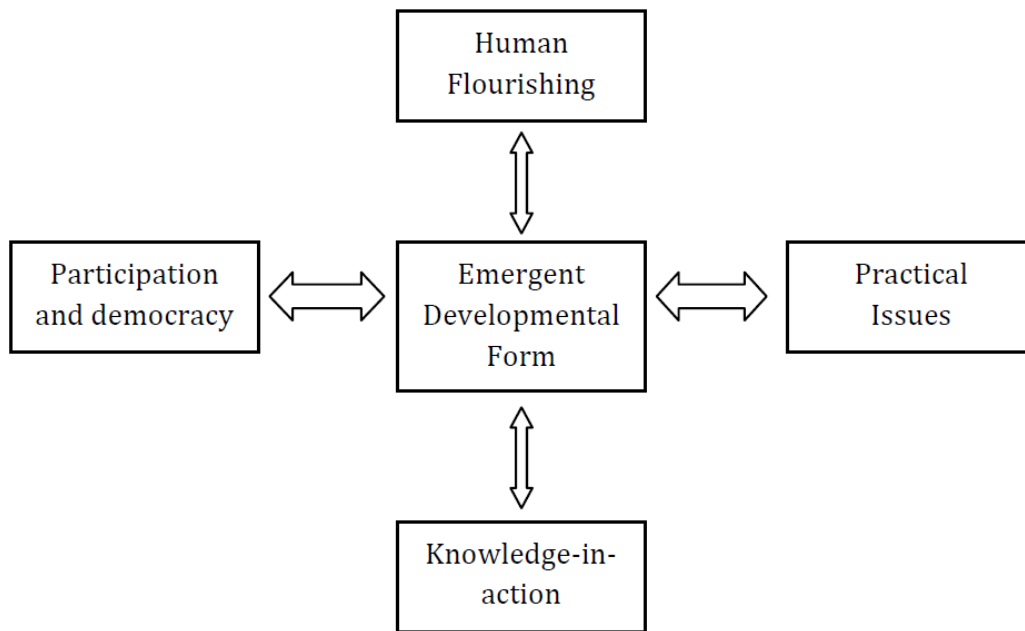 Human
Flourishing
Participation
and democracy
Emergent
Developmental
Form
Practical
Issues
Knowledge-in-
action